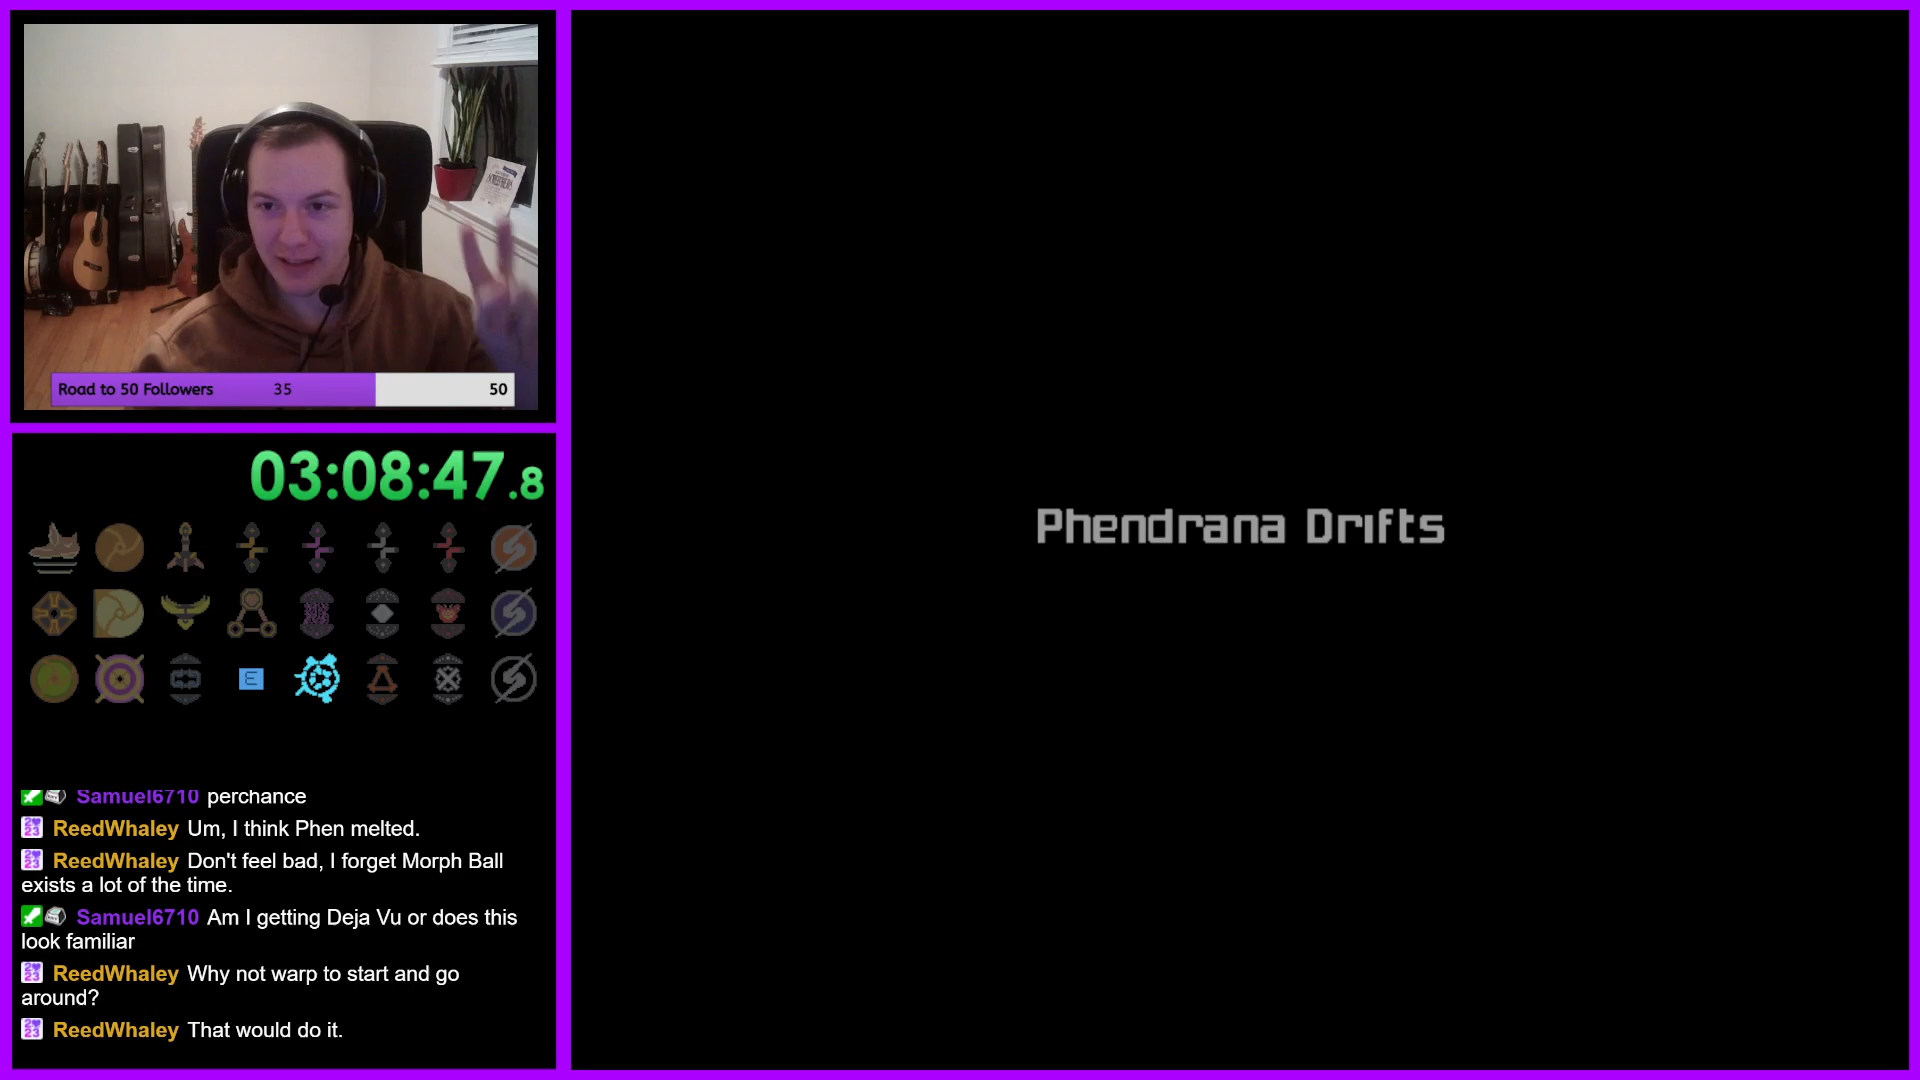 Road to 50 Followers 35 50
03:08:47.8
E
Phendrana Drifts
Samuel6710 perchance
ReedWhaley Um, I think Phen melted.
ReedWhaley Don't feel bad, I forget Morph Ball
exists a lot of the time.
Samuel6710 Am I getting Deja Vu or does this
look familiar
ReedWhaley Why not warp to start and go
around?
ReedWhaley That would do it.